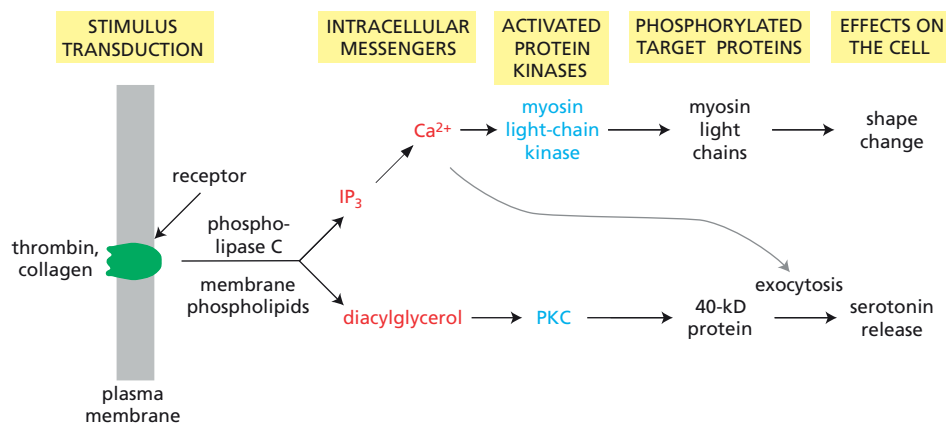 STIMULUS
TRANSDUCTION
INTRACELLULAR
MESSENGERS
ACTIVATED
PROTEIN
KINASES
PHOSPHORYLATED
TARGET PROTEINS
EFFECTS ON
THE CELL
receptor
thrombin,
collagen
plasma
membrane
phospho-
lipase C
membrane
phospholipids
IP₃
Ca²⁺
myosin
light-chain
kinase
myosin
light
chains
shape
change
diacylglycerol
PKC
40-kD
protein
exocytosis
serotonin
release